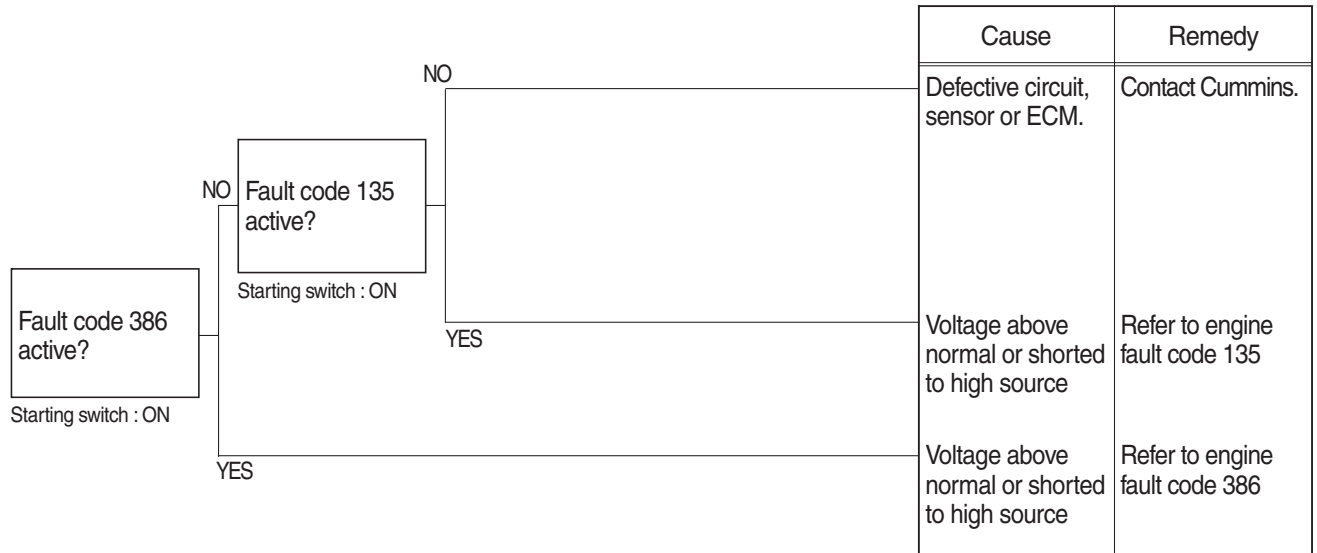 Cause
Remedy
NO
Defective circuit,
sensor or ECM.
Contact Cummins.
NO
Fault code 135
active?
Starting switch : ON
Fault code 386
active?
Starting switch : ON
YES
Voltage above
normal or shorted
to high source
Refer to engine
fault code 135
YES
Voltage above
normal or shorted
to high source
Refer to engine
fault code 386